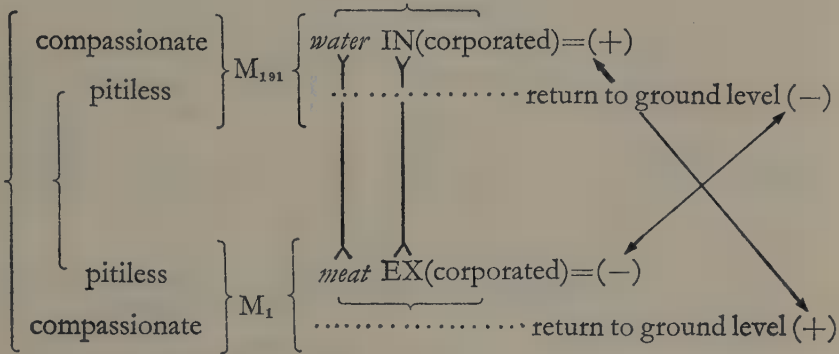 compassionate water IN(corporated)=(+)
M₁₉₁
pitiless ........................ return to ground level (−)
pitiless meat EX(corporated)=(−)
M₁
compassionate ........................ return to ground level (+)